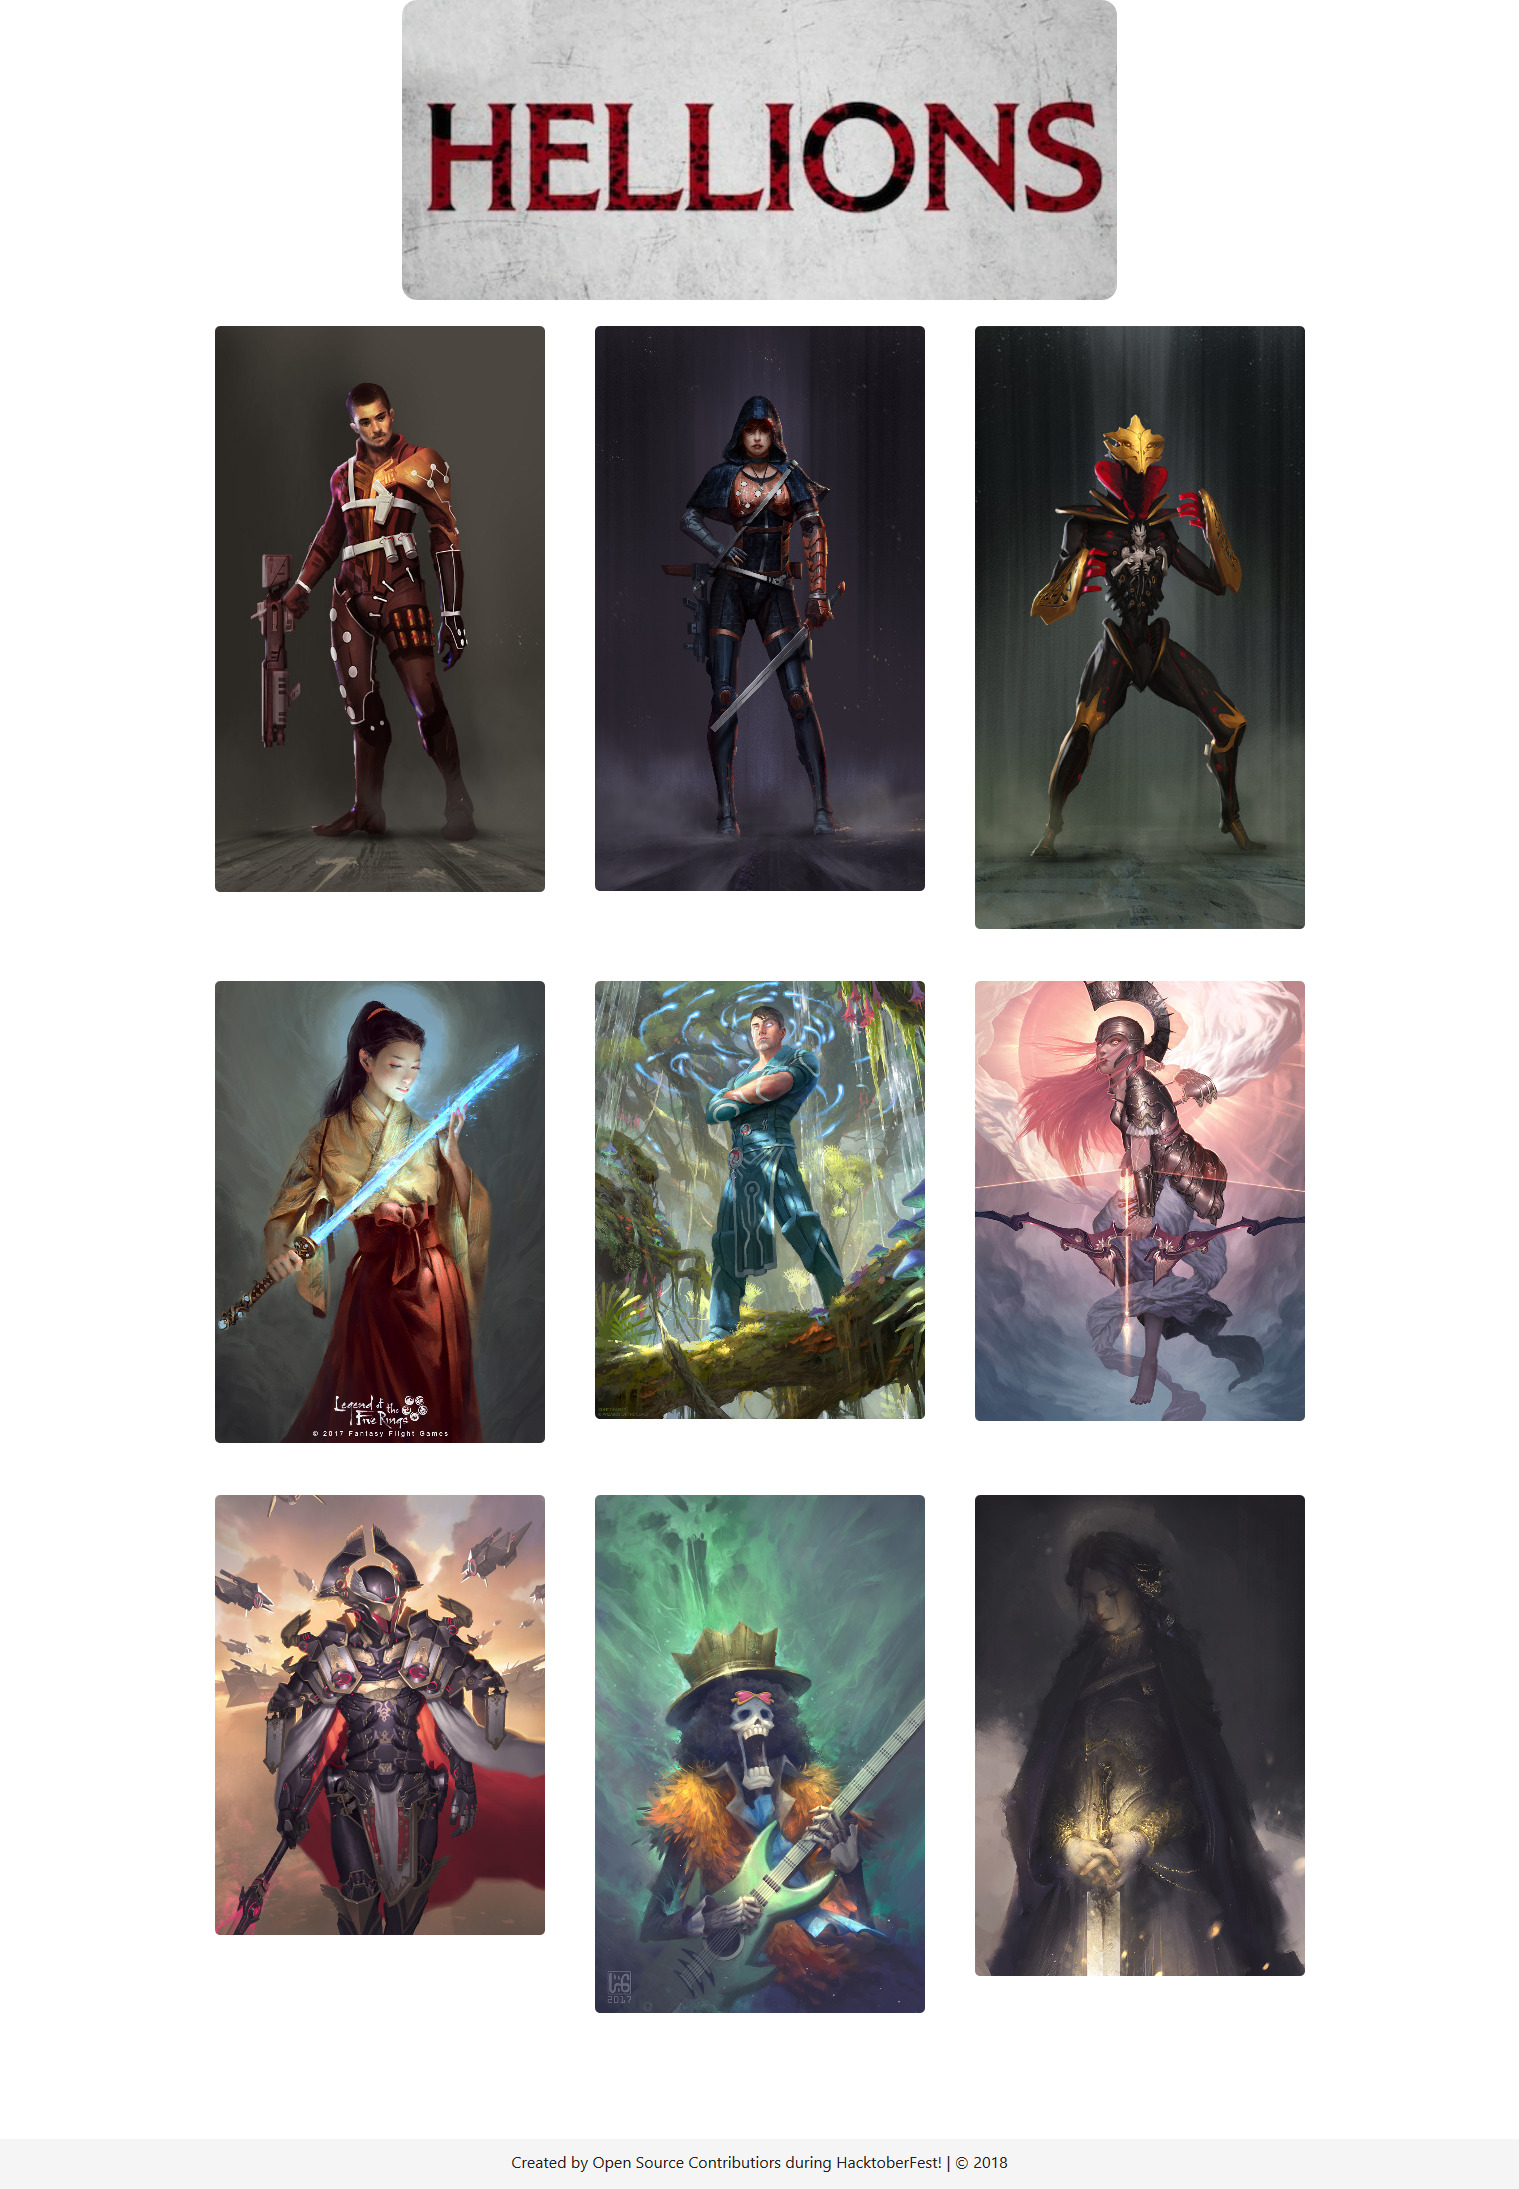 HELLIONS
Legend of the
Five Rings
© 2017 Fantasy Flight Games
2017
Created by Open Source Contributiors during HacktoberFest! | © 2018